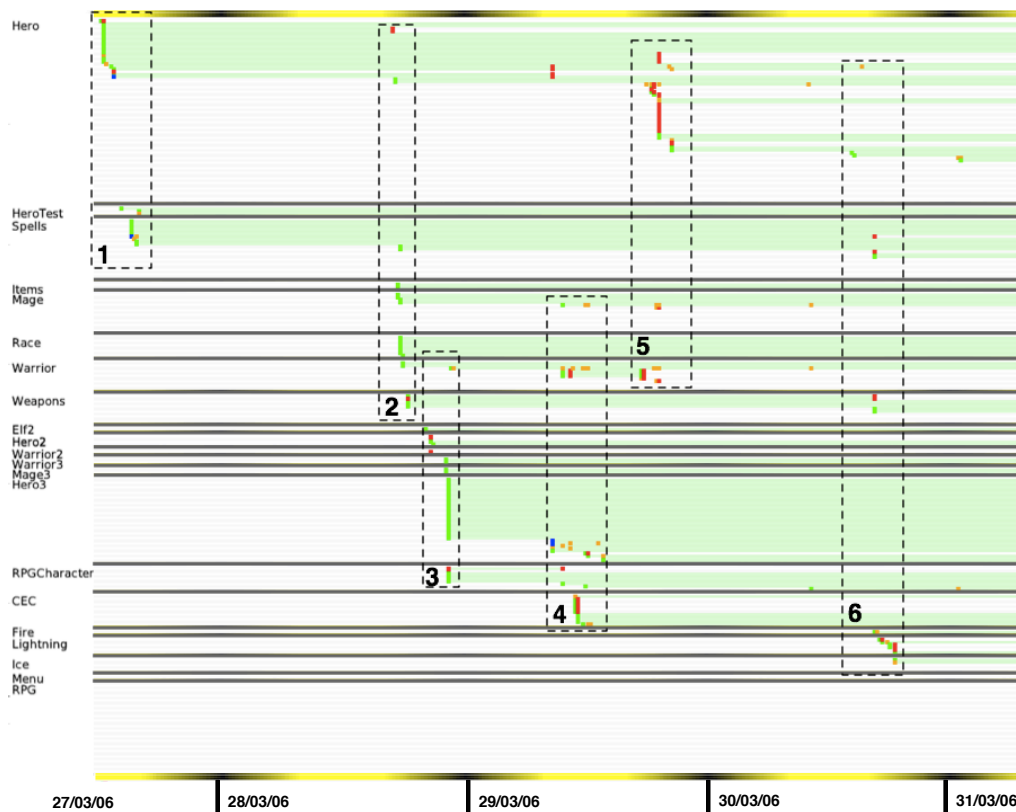 Hero
HeroTest
Spells
1
Items
Mage
Race
5
Warrior
Weapons
2
Elf2
Hero2
Warrior2
Warrior3
Mage3
Hero3
RPGCharacter
3
CEC
4
6
Fire
Lightning
Ice
Menu
RPG
27/03/06 28/03/06 29/03/06 30/03/06 31/03/06